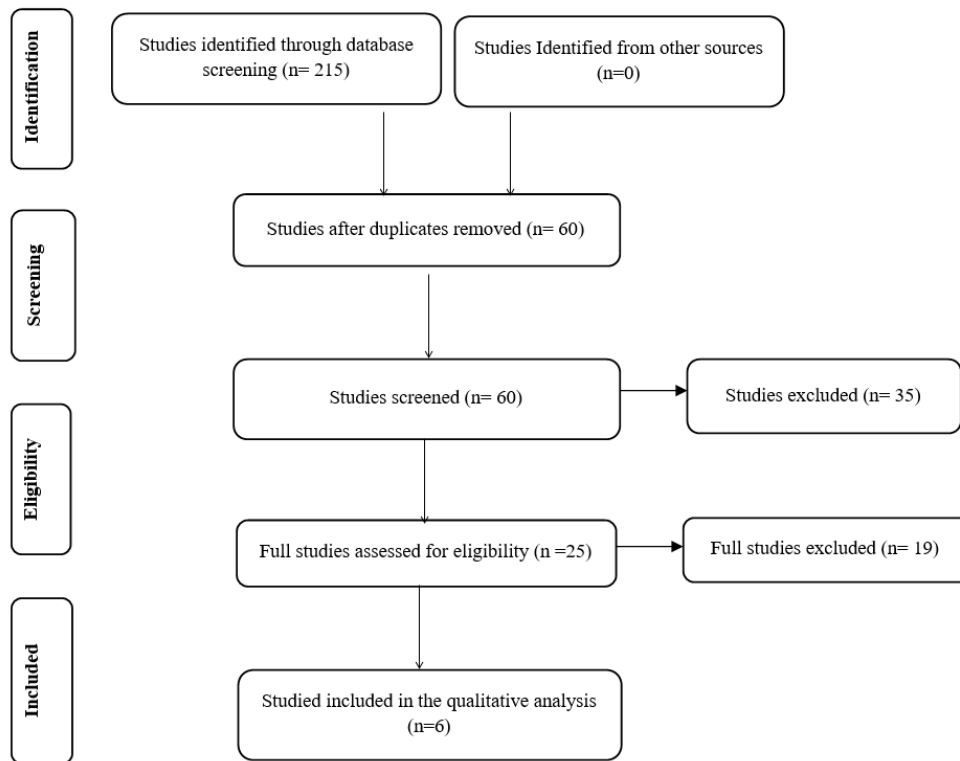 Identification
Studies identified through database
screening (n= 215)
Studies Identified from other sources
(n=0)
Screening
Studies after duplicates removed (n= 60)
Studies screened (n= 60)
Studies excluded (n= 35)
Eligibility
Full studies assessed for eligibility (n =25)
Full studies excluded (n= 19)
Included
Studied included in the qualitative analysis
(n=6)